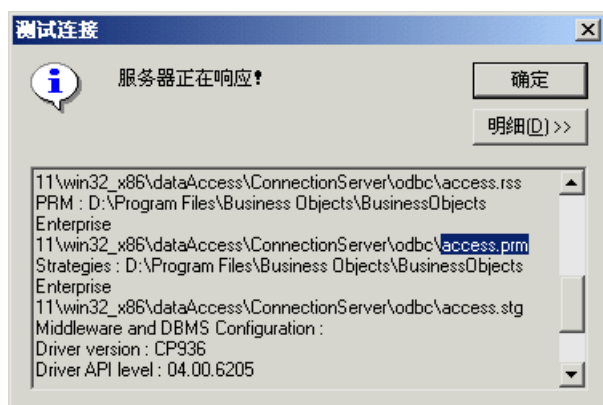 测试连接
服务器正在响应!
确定
明细(D) >>
11\win32_x86\dataAccess\ConnectionServer\odbc\access.rss
PRM : D:\Program Files\Business Objects\BusinessObjects
Enterprise
11\win32_x86\dataAccess\ConnectionServer\odbc\access.prm
Strategies : D:\Program Files\Business Objects\BusinessObjects
Enterprise
11\win32_x86\dataAccess\ConnectionServer\odbc\access.stg
Middleware and DBMS Configuration :
Driver version : CP936
Driver API level : 04.00.6205